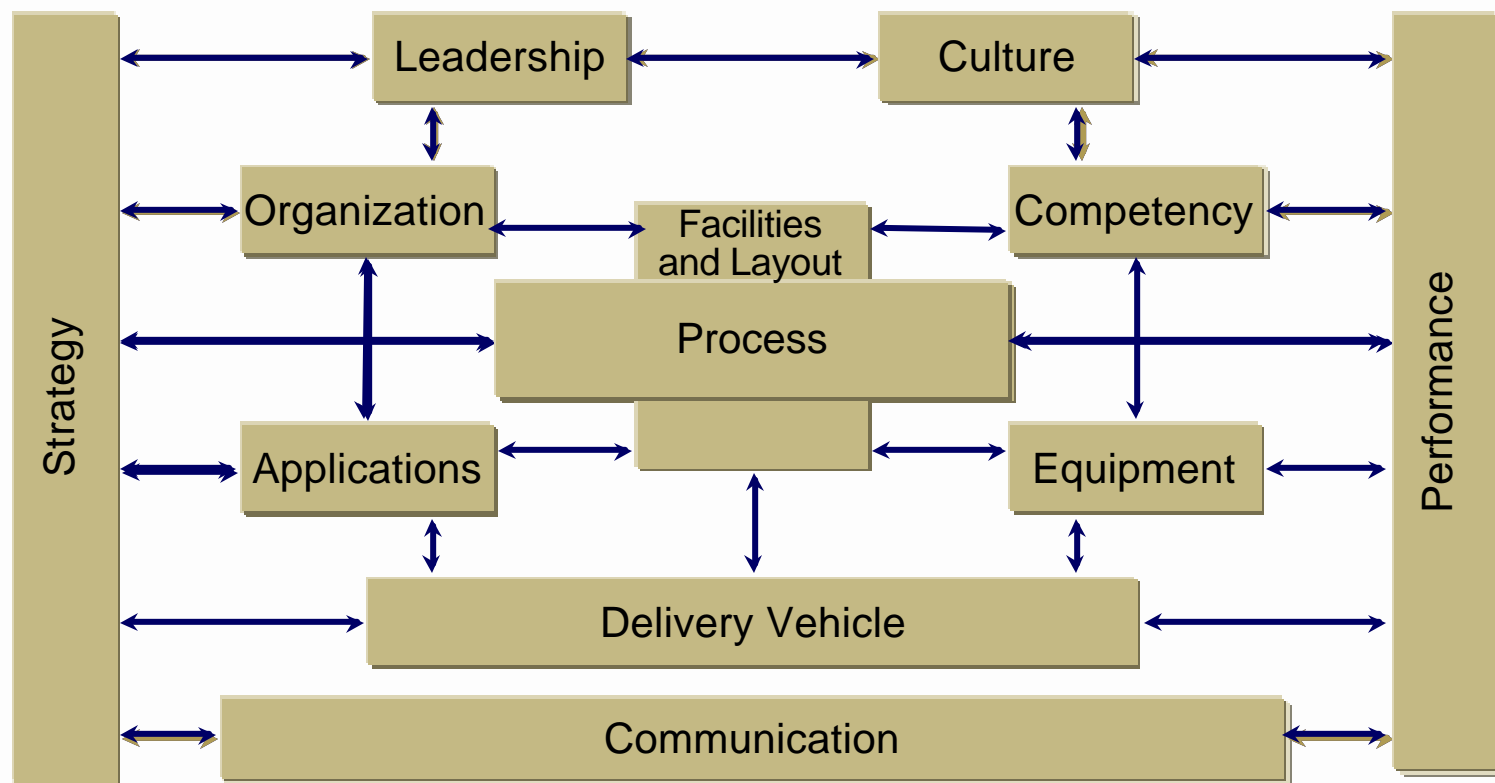 Leadership
Culture
Organization
Facilities
and Layout
Competency
Strategy
Process
Performance
Applications
Equipment
Delivery Vehicle
Communication